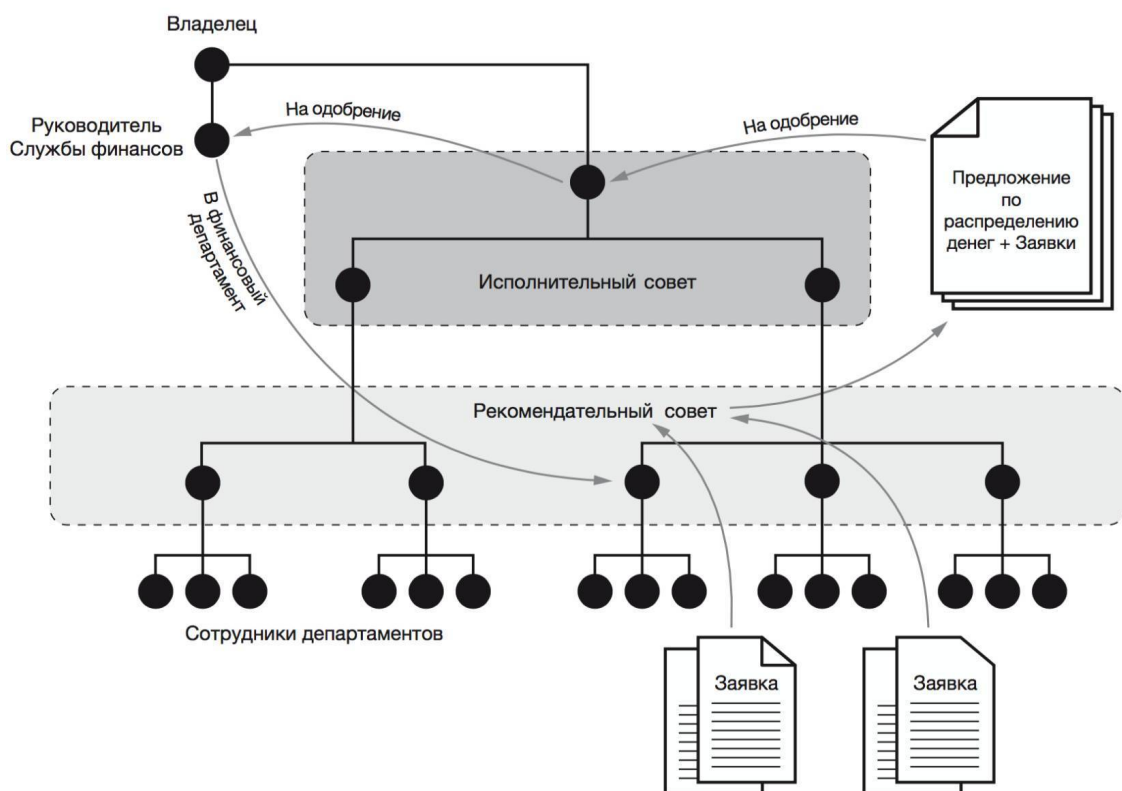 Владелец
Руководитель
Службы финансов
На одобрение
На одобрение
Предложение
по
распределению
денег + Заявки
В финансовый
департамент
Исполнительный совет
Рекомендательный совет
Сотрудники департаментов
Заявка
Заявка